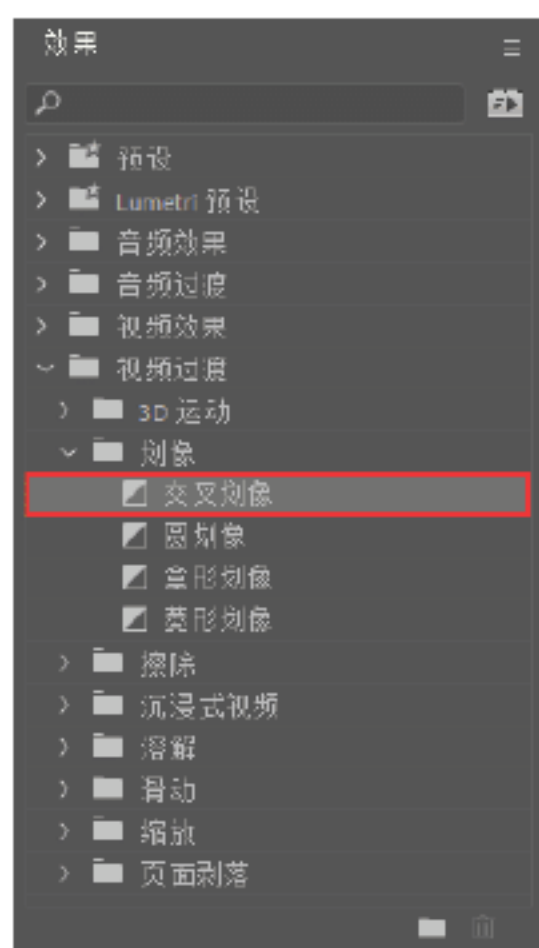 效果
预设
Lumetri 预设
音频效果
音频过渡
视频效果
视频过渡
3D 运动
划像
交叉划像
圆划像
盒形划像
菱形划像
擦除
沉浸式视频
溶解
滑动
缩放
页面剥落